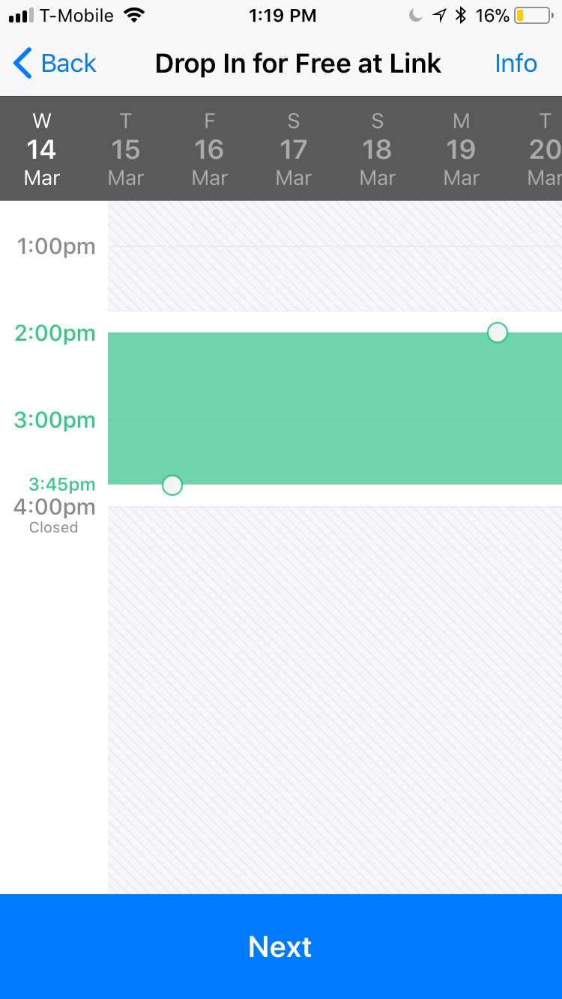 T-Mobile 1:19 PM 16%
Back Drop In for Free at Link Info
W T F S S M T
14 15 16 17 18 19 20
Mar Mar Mar Mar Mar Mar Mar
1:00pm
2:00pm
3:00pm
3:45pm
4:00pm
Closed
Next